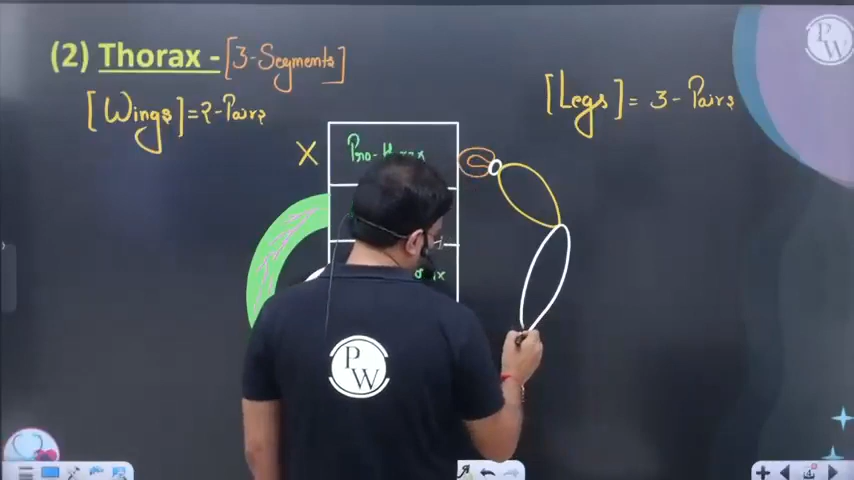 (2) Thorax - [3-Segments]
[Wings] = 2-Pairs
[Legs] = 3-Pairs
X
PW
PW